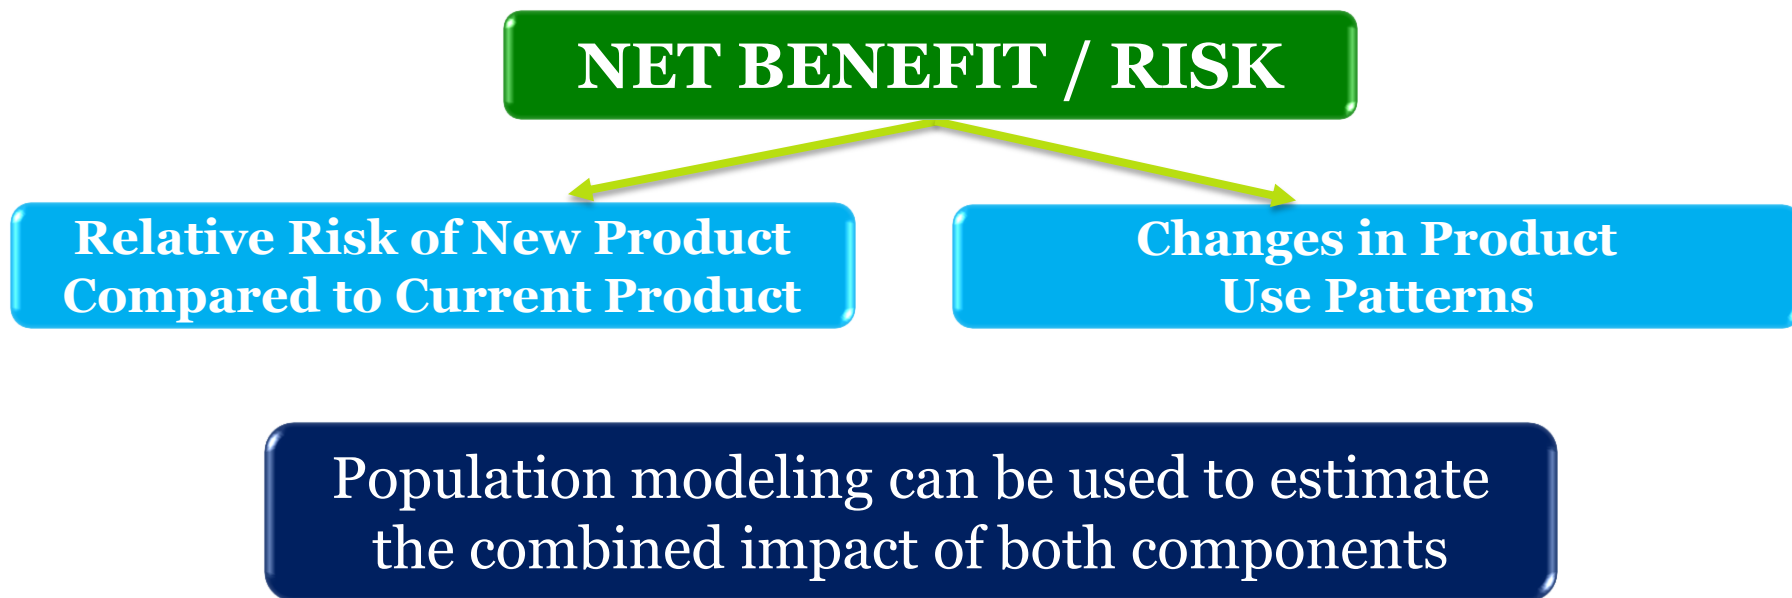 NET BENEFIT / RISK
Relative Risk of New Product
Compared to Current Product
Changes in Product
Use Patterns
Population modeling can be used to estimate
the combined impact of both components